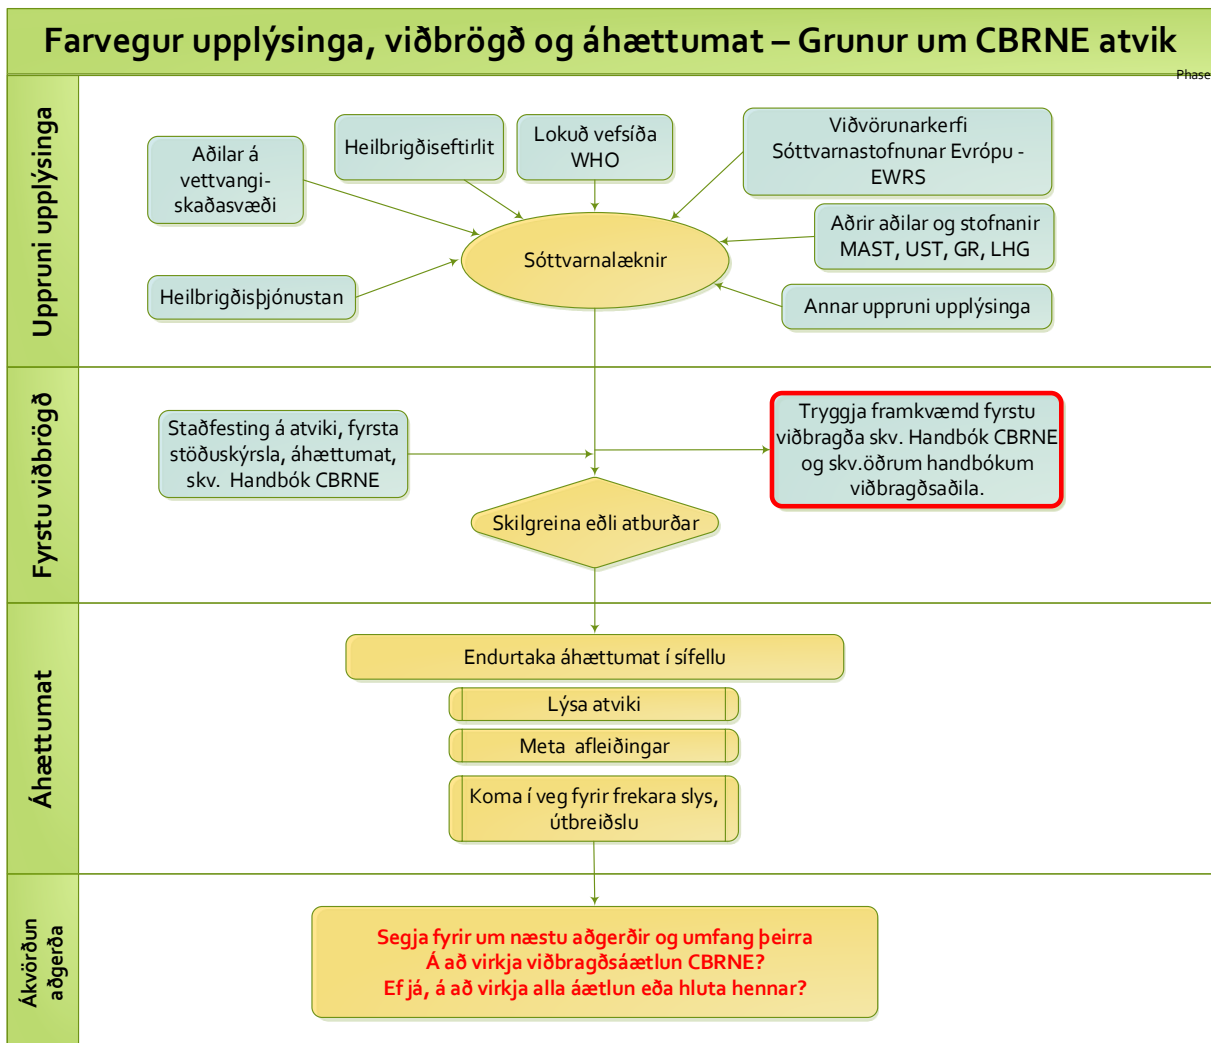 Farvegur upplýsinga, viðbrögð og áhættumat – Grunur um CBRNE atvik
Phase
Uppruni upplýsinga
Aðilar á
vettvangi-
skaðasvæði
Heilbrigðiseftirlit
Lokuð vefsíða
WHO
Viðvörunarkerfi
Sóttvarnastofnunar Evrópu -
EWRS
Aðrir aðilar og stofnanir
MAST, UST, GR, LHG
Sóttvarnalæknir
Heilbrigðisþjónustan
Annar uppruni upplýsinga
Fyrstu viðbrögð
Staðfesting á atviki, fyrsta
stöðuskýrsla, áhættumat,
skv.  Handbók CBRNE
Tryggja framkvæmd fyrstu
viðbragða skv. Handbók CBRNE
og skv.öðrum handbókum
viðbragðsaðila.
Skilgreina eðli atburðar
Áhættumat
Endurtaka áhættumat í sífellu
Lýsa atviki
Meta  afleiðingar
Koma í veg fyrir frekara slys,
útbreiðslu
Ákvörðun
aðgerða
Segja fyrir um næstu aðgerðir og umfang þeirra
Á að virkja viðbragðsáætlun CBRNE?
Ef já, á að virkja alla áætlun eða hluta hennar?